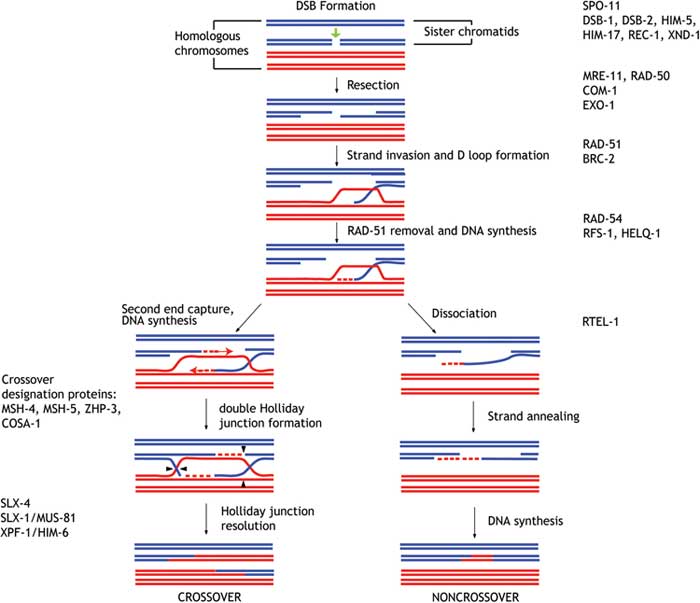 DSB Formation
Homologous
chromosomes
Sister chromatids
SPO-11
DSB-1, DSB-2, HIM-5,
HIM-17, REC-1, XND-1
Resection
MRE-11, RAD-50
COM-1
EXO-1
Strand invasion and D loop formation
RAD-51
BRC-2
RAD-51 removal and DNA synthesis
RAD-54
RFS-1, HELQ-1
Second end capture,
DNA synthesis
Dissociation
RTEL-1
Crossover
designation proteins:
MSH-4, MSH-5, ZHP-3,
COSA-1
double Holliday
junction formation
Strand annealing
SLX-4
SLX-1/MUS-81
XPF-1/HIM-6
Holliday junction
resolution
DNA synthesis
CROSSOVER
NONCROSSOVER